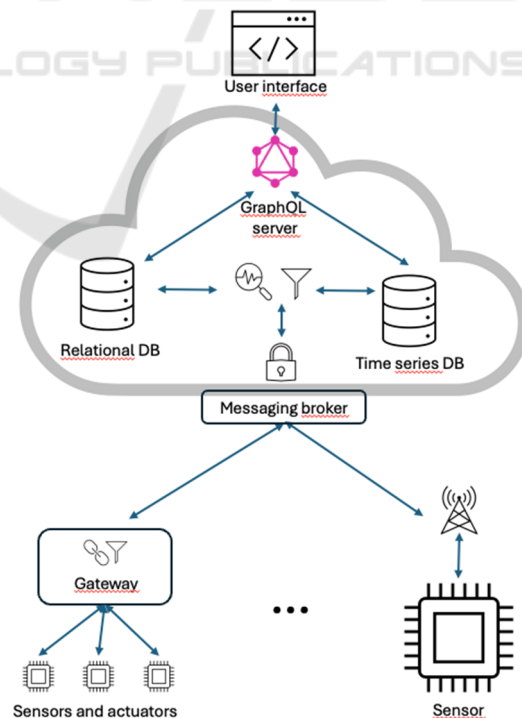 LOGY PUBLICATIONS
</>
User interface
GraphQL
server
Relational DB
Time series DB
Messaging broker
Gateway
...
Sensors and actuators
Sensor